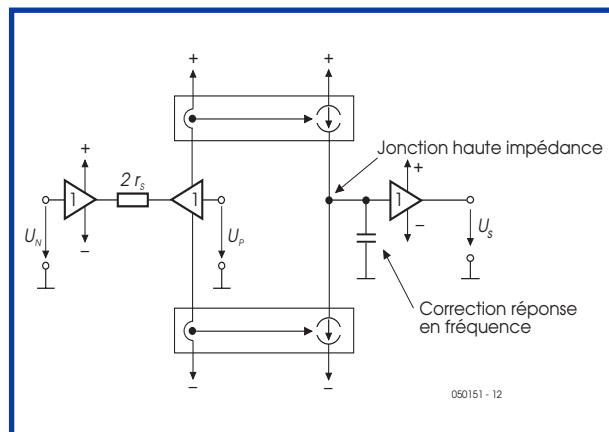 + +
Jonction haute impédance
+ 2 rs +
1 1 1
UN UP US
– – –
Correction réponse
en fréquence
– –
050151 - 12